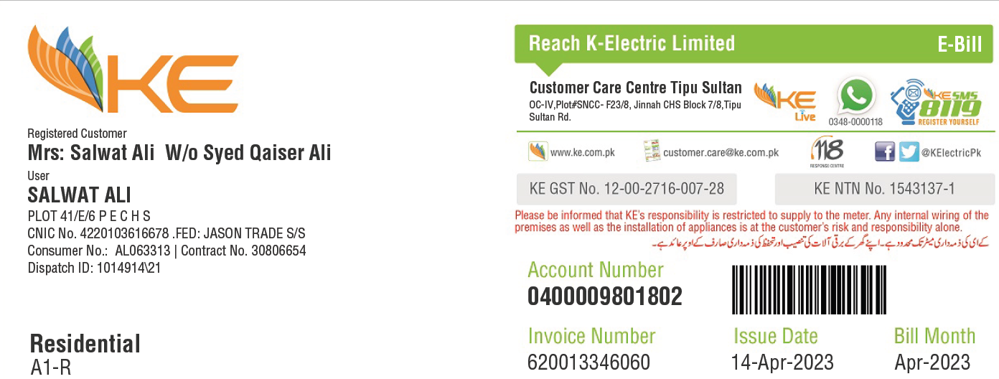 KE
Registered Customer
Mrs: Salwat Ali W/o Syed Qaiser Ali
User
SALWAT ALI
PLOT 41/E/6 P E C H S
CNIC No. 4220103616678 .FED: JASON TRADE S/S
Consumer No.: AL063313 | Contract No. 30806654
Dispatch ID: 1014914\21
Residential
A1-R
Reach K-Electric Limited E-Bill
Customer Care Centre Tipu Sultan
OC-IV,Plot#SNCC- F23/8, Jinnah CHS Block 7/8,Tipu
Sultan Rd.
KE
Live
0348-0000118
KE SMS
8119
REGISTER YOURSELF
www.ke.com.pk
customer.care@ke.com.pk
118
RESPONSE CENTRE
@KElectricPk
KE GST No. 12-00-2716-007-28
KE NTN No. 1543137-1
Please be informed that KE's responsibility is restricted to supply to the meter. Any internal wiring of the
premises as well as the installation of appliances is at the customer's risk and responsibility alone.
کے ای کی ذمہ داری میٹر تک محدود ہے۔ اپنے گھر کے برقی آلات کی تنصیب اور تحفظ کی ذمہ داری صارف کے اوپر عائد ہے۔
Account Number
0400009801802
Invoice Number Issue Date Bill Month
620013346060 14-Apr-2023 Apr-2023